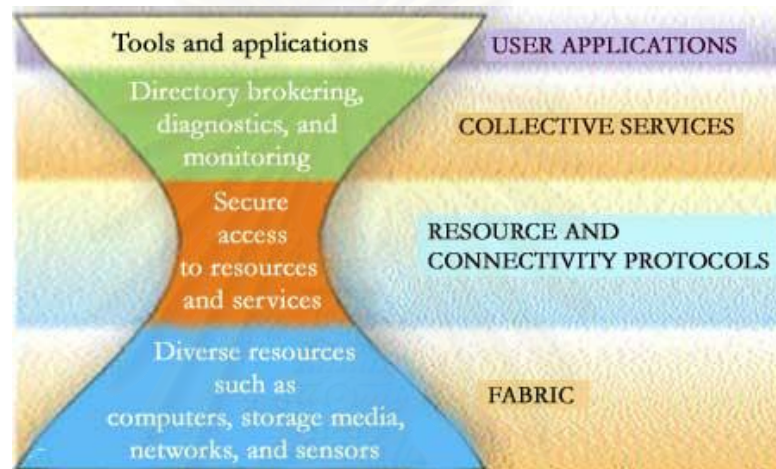 Tools and applications
USER APPLICATIONS
Directory brokering,
diagnostics, and
monitoring
COLLECTIVE SERVICES
Secure
access
to resources
and services
RESOURCE AND
CONNECTIVITY PROTOCOLS
Diverse resources
such as
computers, storage media,
networks, and sensors
FABRIC